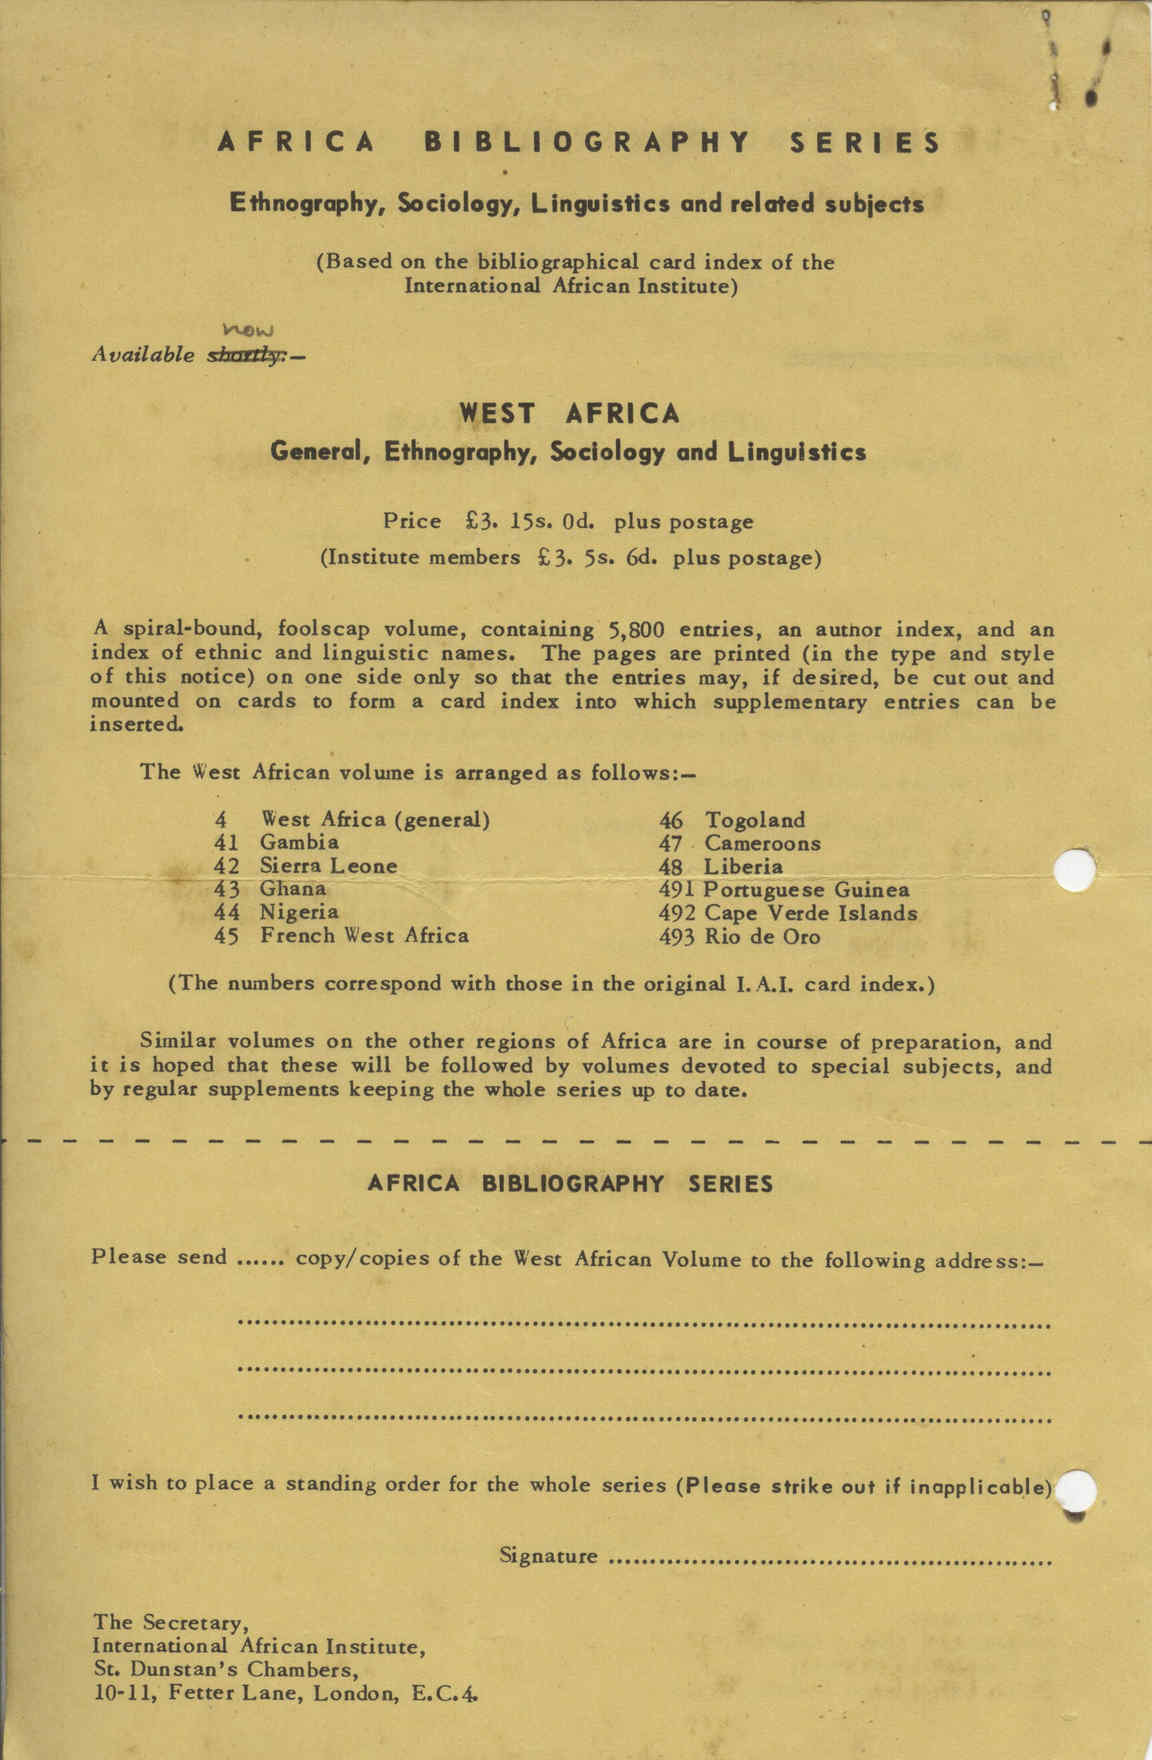 AFRICA BIBLIOGRAPHY SERIES
Ethnography, Sociology, Linguistics and related subjects
(Based on the bibliographical card index of the
International African Institute)
now
Available shortly:—
WEST AFRICA
General, Ethnography, Sociology and Linguistics
Price £3. 15s. 0d. plus postage
(Institute members £3. 5s. 6d. plus postage)
A spiral-bound, foolscap volume, containing 5,800 entries, an author index, and an
index of ethnic and linguistic names. The pages are printed (in the type and style
of this notice) on one side only so that the entries may, if desired, be cut out and
mounted on cards to form a card index into which supplementary entries can be
inserted.
The West African volume is arranged as follows:—
4 West Africa (general)
41 Gambia
42 Sierra Leone
43 Ghana
44 Nigeria
45 French West Africa
46 Togoland
47 Cameroons
48 Liberia
491 Portuguese Guinea
492 Cape Verde Islands
493 Rio de Oro
(The numbers correspond with those in the original I.A.I. card index.)
Similar volumes on the other regions of Africa are in course of preparation, and
it is hoped that these will be followed by volumes devoted to special subjects, and
by regular supplements keeping the whole series up to date.
AFRICA BIBLIOGRAPHY SERIES
Please send ...... copy/copies of the West African Volume to the following address:—
I wish to place a standing order for the whole series (Please strike out if inapplicable)
Signature ......................................................
The Secretary,
International African Institute,
St. Dunstan's Chambers,
10-11, Fetter Lane, London, E.C.4.